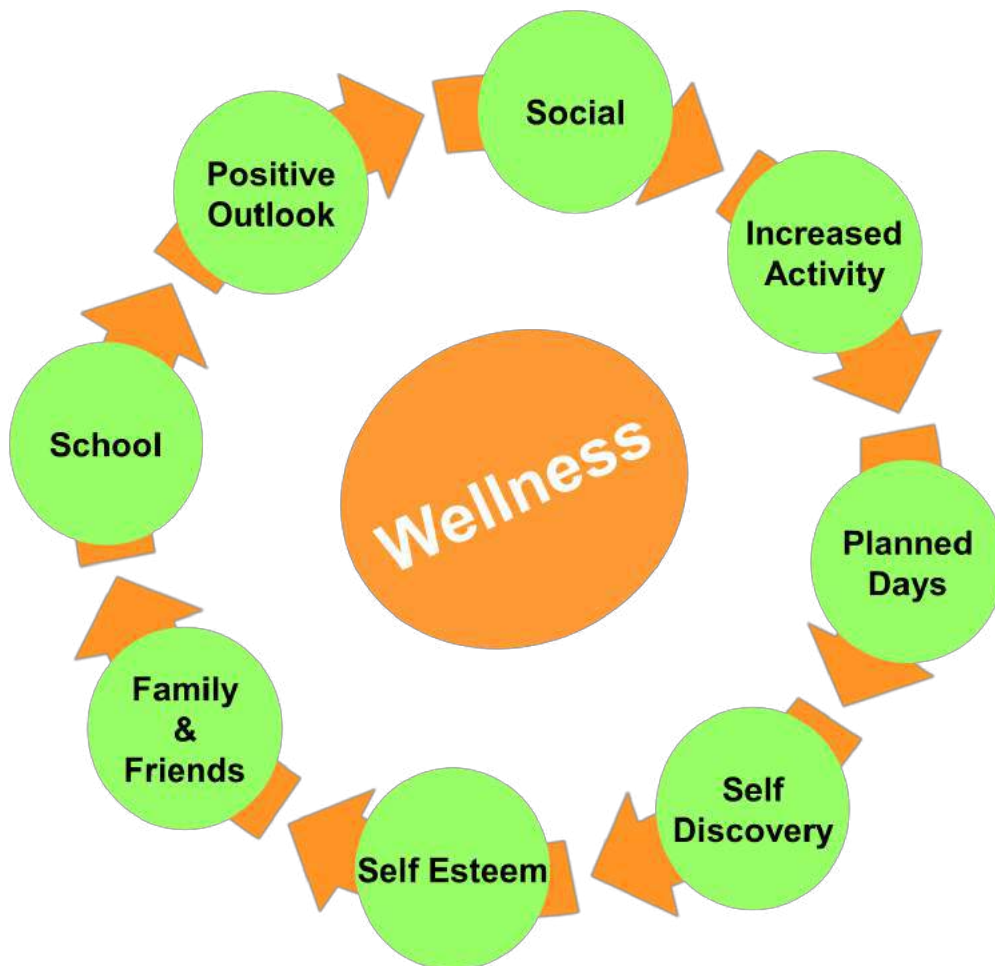 Social
Increased
Activity
Planned
Days
Self
Discovery
Self Esteem
Family
&
Friends
School
Positive
Outlook
Wellness